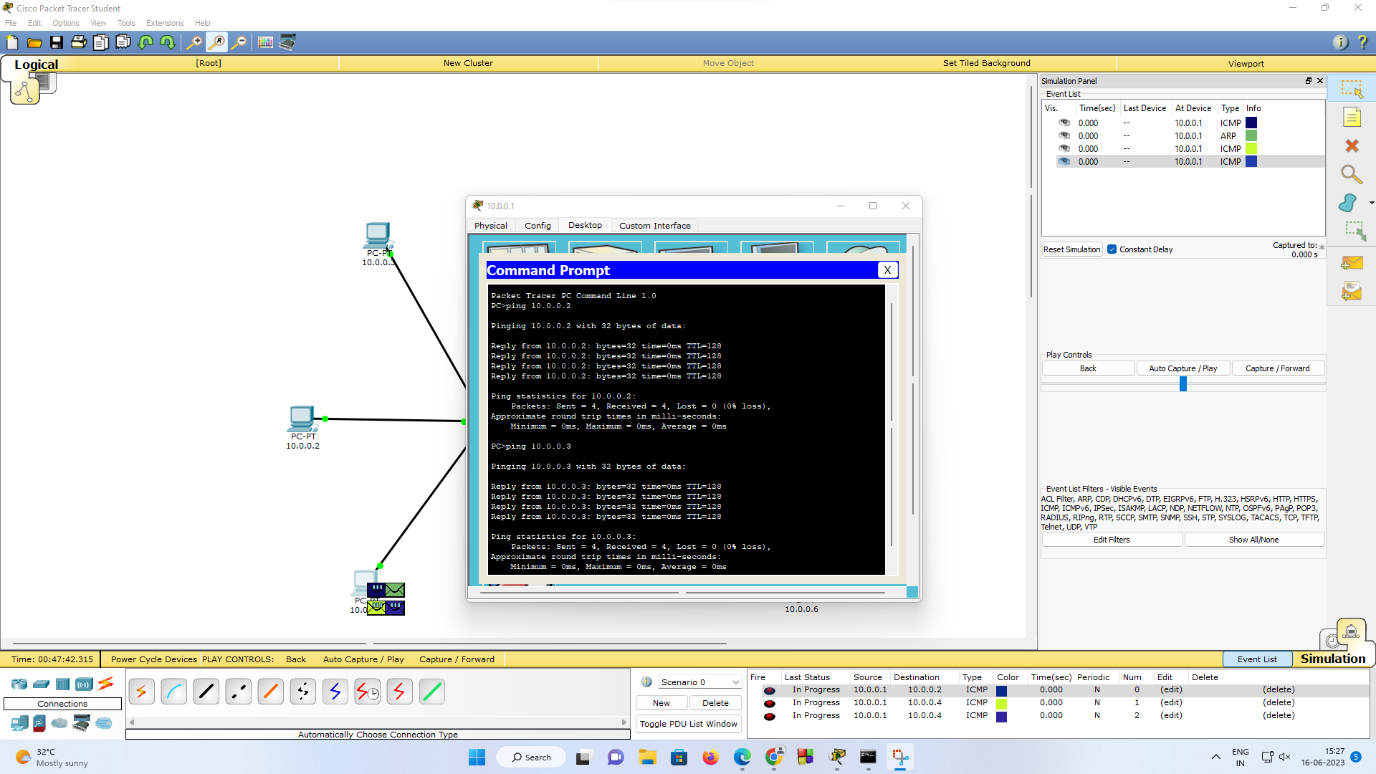 Cisco Packet Tracer Student
File Edit Options View Tools Extensions Help
Logical [Root] New Cluster Move Object Set Tiled Background Viewport
Simulation Panel
Event List
Vis. Time(sec) Last Device At Device Type Info
0.000 -- 10.0.0.1 ICMP
0.000 -- 10.0.0.1 ARP
0.000 -- 10.0.0.1 ICMP
0.000 -- 10.0.0.1 ICMP
Reset Simulation Constant Delay Captured to:
0.000 s
Play Controls
Back Auto Capture / Play Capture / Forward
Event List Filters - Visible Events
ACL Filter, ARP, CDP, DHCPv6, DTP, EIGRPv6, FTP, H.323, HSRPv6, HTTP, HTTPS,
ICMP, ICMPv6, IPSec, ISAKMP, LACP, NDP, NETFLOW, NTP, OSPFv6, PAgP, POP3,
RADIUS, RIPng, RTP, SCCP, SMTP, SNMP, SSH, STP, SYSLOG, TACACS, TCP, TFTP,
Telnet, UDP, VTP
Edit Filters Show All/None
PC-PT
10.0.0.
PC-PT
10.0.0.2
PC-PT
10.0
10.0.0.6
10.0.0.1
Physical Config Desktop Custom Interface
Command Prompt X
Packet Tracer PC Command Line 1.0
PC>ping 10.0.0.2
Pinging 10.0.0.2 with 32 bytes of data:
Reply from 10.0.0.2: bytes=32 time=0ms TTL=128
Reply from 10.0.0.2: bytes=32 time=0ms TTL=128
Reply from 10.0.0.2: bytes=32 time=0ms TTL=128
Reply from 10.0.0.2: bytes=32 time=0ms TTL=128
Ping statistics for 10.0.0.2:
Packets: Sent = 4, Received = 4, Lost = 0 (0% loss),
Approximate round trip times in milli-seconds:
Minimum = 0ms, Maximum = 0ms, Average = 0ms
PC>ping 10.0.0.3
Pinging 10.0.0.3 with 32 bytes of data:
Reply from 10.0.0.3: bytes=32 time=0ms TTL=128
Reply from 10.0.0.3: bytes=32 time=0ms TTL=128
Reply from 10.0.0.3: bytes=32 time=0ms TTL=128
Reply from 10.0.0.3: bytes=32 time=0ms TTL=128
Ping statistics for 10.0.0.3:
Packets: Sent = 4, Received = 4, Lost = 0 (0% loss),
Approximate round trip times in milli-seconds:
Minimum = 0ms, Maximum = 0ms, Average = 0ms
Time: 00:47:42.315 Power Cycle Devices PLAY CONTROLS: Back Auto Capture / Play Capture / Forward Event List Simulation
Connections
Automatically Choose Connection Type
Scenario 0
New Delete
Toggle PDU List Window
Fire Last Status Source Destination Type Color Time(sec) Periodic Num Edit Delete
In Progress 10.0.0.1 10.0.0.2 ICMP 0.000 N 0 (edit) (delete)
In Progress 10.0.0.1 10.0.0.4 ICMP 0.000 N 1 (edit) (delete)
In Progress 10.0.0.1 10.0.0.4 ICMP 0.000 N 2 (edit) (delete)
32°C
Mostly sunny
Search
ENG
IN
15:27
16-06-2023
5